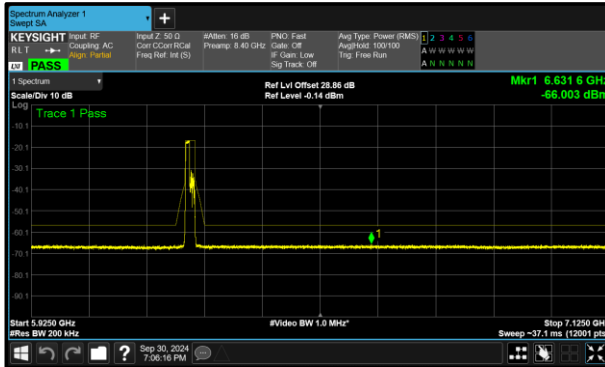 Spectrum Analyzer 1
Swept SA
KEYSIGHT Input: RF Input Z: 50 Ω #Atten: 16 dB PNO: Fast Avg Type: Power (RMS) 1 2 3 4 5 6
RLT Coupling: AC Corr CCorr RCal Preamp: 8.40 GHz Gate: Off Avg|Hold: 100/100 A W W W W W
Align: Partial Freq Ref: Int (S) IF Gain: Low Trig: Free Run
LXI PASS Sig Track: Off A N N N N N
1 Spectrum Ref Lvl Offset 28.86 dB Mkr1 6.631 6 GHz
Scale/Div 10 dB Ref Level -0.14 dBm -66.003 dBm
Log Trace 1 Pass
-10.1
-20.1
-30.1
-40.1
-50.1
-60.1
1
-70.1
-80.1
-90.1
Start 5.9250 GHz #Video BW 1.0 MHz* Stop 7.1250 GHz
#Res BW 200 kHz Sweep ~37.1 ms (12001 pts)
Sep 30, 2024
7:06:16 PM